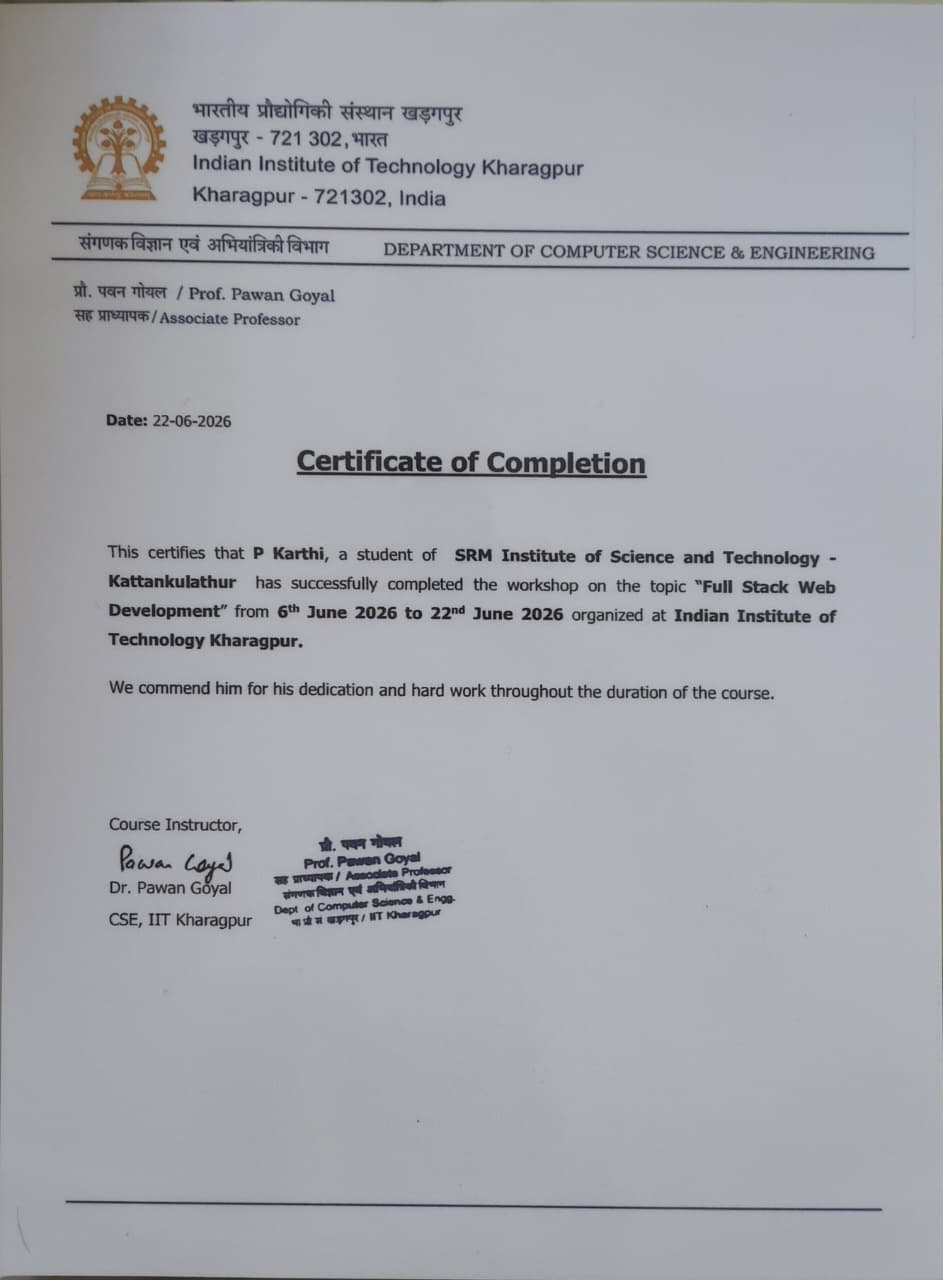 भारतीय प्रौद्योगिकी संस्थान खड़गपुर
खड़गपुर - 721 302, भारत
Indian Institute of Technology Kharagpur
Kharagpur - 721302, India
संगणक विज्ञान एवं अभियांत्रिकी विभाग DEPARTMENT OF COMPUTER SCIENCE & ENGINEERING
प्रो. पवन गोयल / Prof. Pawan Goyal
सह प्राध्यापक / Associate Professor
Date: 22-06-2026
Certificate of Completion
This certifies that P Karthi, a student of SRM Institute of Science and Technology -
Kattankulathur has successfully completed the workshop on the topic "Full Stack Web
Development" from 6th June 2026 to 22nd June 2026 organized at Indian Institute of
Technology Kharagpur.
We commend him for his dedication and hard work throughout the duration of the course.
Course Instructor,
Pawan Goyal
Dr. Pawan Goyal
CSE, IIT Kharagpur
प्रो. पवन गोयल
Prof. Pawan Goyal
सह प्राध्यापक / Associate Professor
संगणक विज्ञान एवं अभियांत्रिकी विभाग
Dept of Computer Science & Engg.
भा प्रौ सं खड़गपुर / IIT Kharagpur